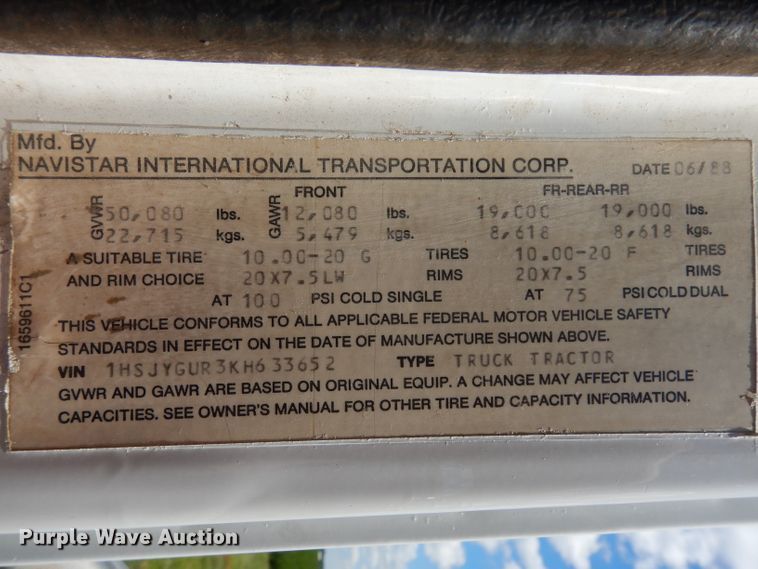 Mfd. By
NAVISTAR INTERNATIONAL TRANSPORTATION CORP. DATE 06/88
FRONT FR-REAR-RR
GVWR 50,080 lbs. GAWR 12,080 lbs. 19,000 19,000 lbs.
22,715 kgs. 5,479 kgs. 8,618 8,618 kgs.
A SUITABLE TIRE 10.00-20 G TIRES 10.00-20 F TIRES
AND RIM CHOICE 20X7.5LW RIMS 20X7.5 RIMS
AT 100 PSI COLD SINGLE AT 75 PSI COLD DUAL
THIS VEHICLE CONFORMS TO ALL APPLICABLE FEDERAL MOTOR VEHICLE SAFETY
STANDARDS IN EFFECT ON THE DATE OF MANUFACTURE SHOWN ABOVE.
VIN 1HSJYGUR3KH633652 TYPE TRUCK TRACTOR
GVWR AND GAWR ARE BASED ON ORIGINAL EQUIP. A CHANGE MAY AFFECT VEHICLE
CAPACITIES. SEE OWNER'S MANUAL FOR OTHER TIRE AND CAPACITY INFORMATION.
1659611C1
Purple Wave Auction